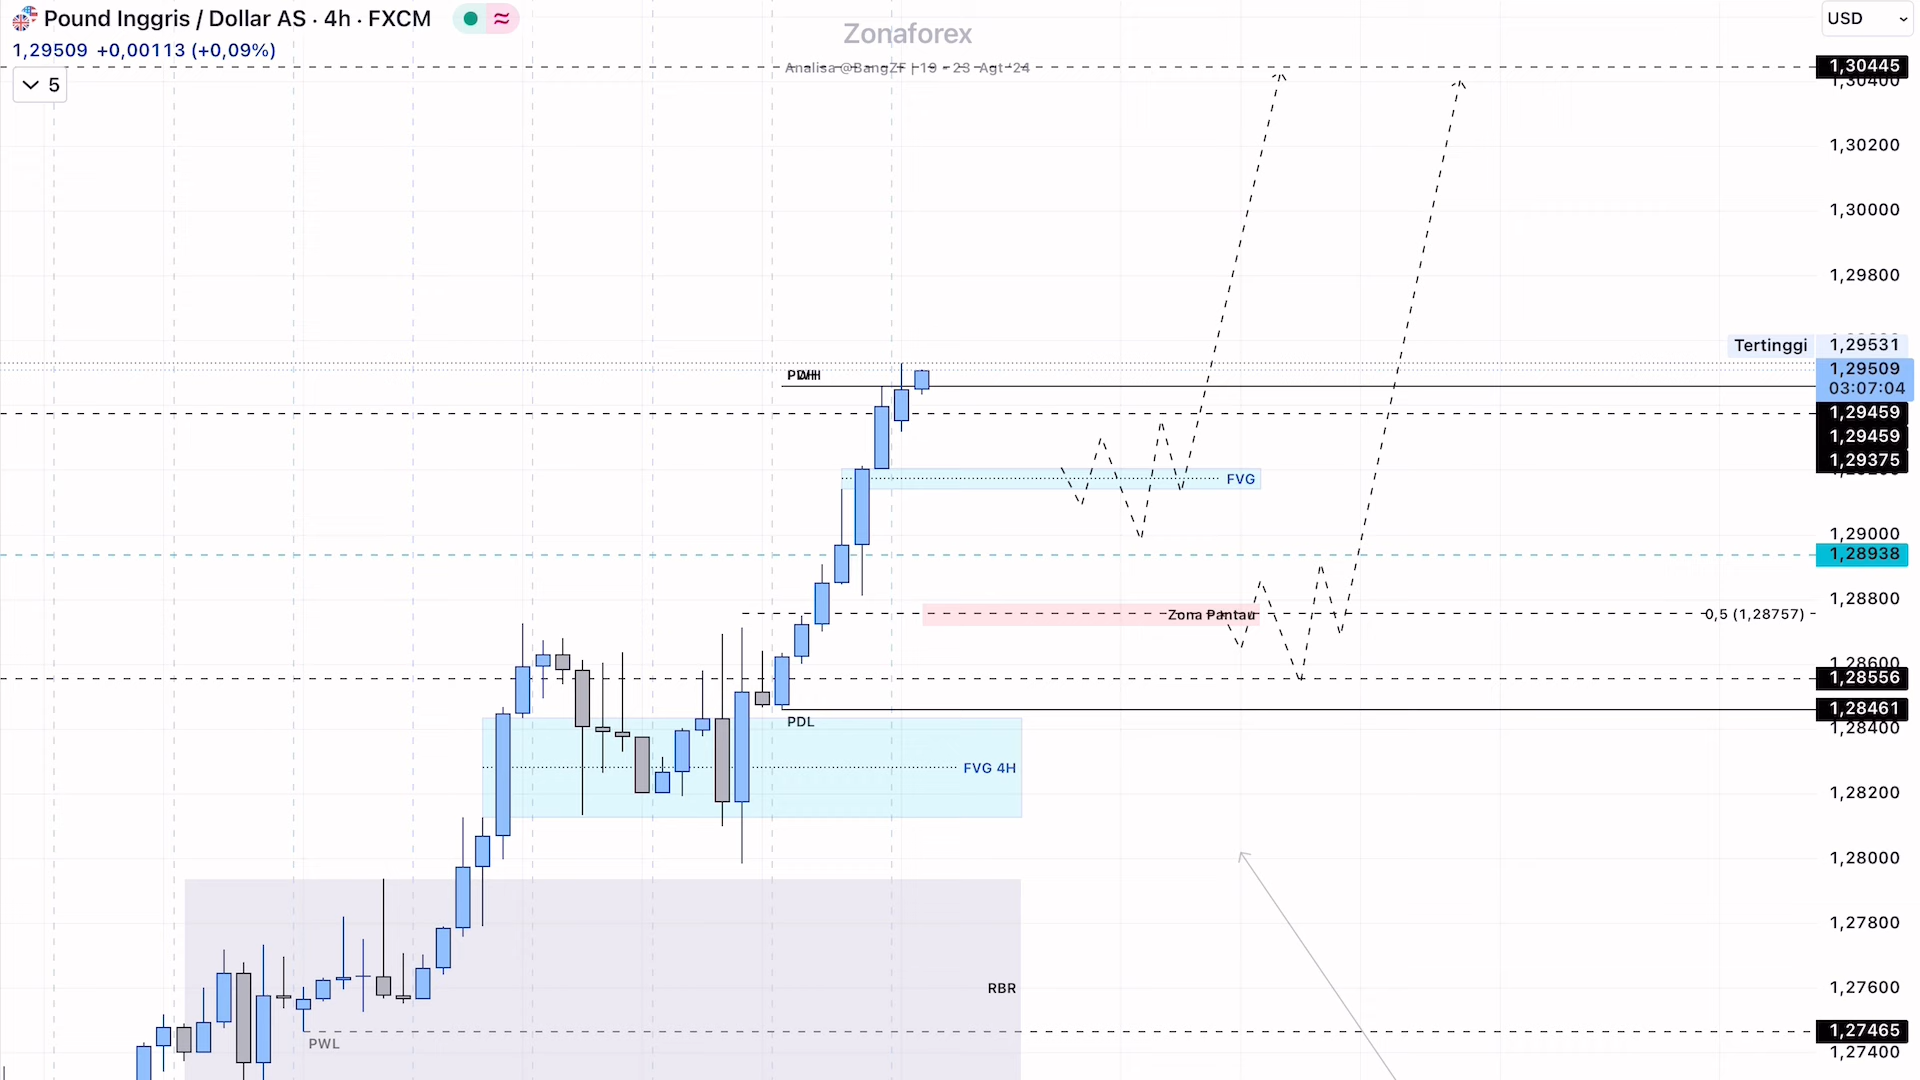 Pound Inggris / Dollar AS · 4h · FXCM
1,29509 +0,00113 (+0,09%)
5
Zonaforex
Analisa @BangZF | 19 - 23 Agt '24
USD
1,30445
1,30400
1,30200
1,30000
1,29800
Tertinggi 1,29531
1,29509
03:07:04
1,29459
1,29459
1,29375
FVG
1,29000
1,28938
1,28800
Zona Pantau
0,5 (1,28757)
1,28600
1,28556
1,28461
PDL
1,28400
FVG 4H
1,28200
1,28000
1,27800
RBR
1,27600
1,27465
PWL
1,27400